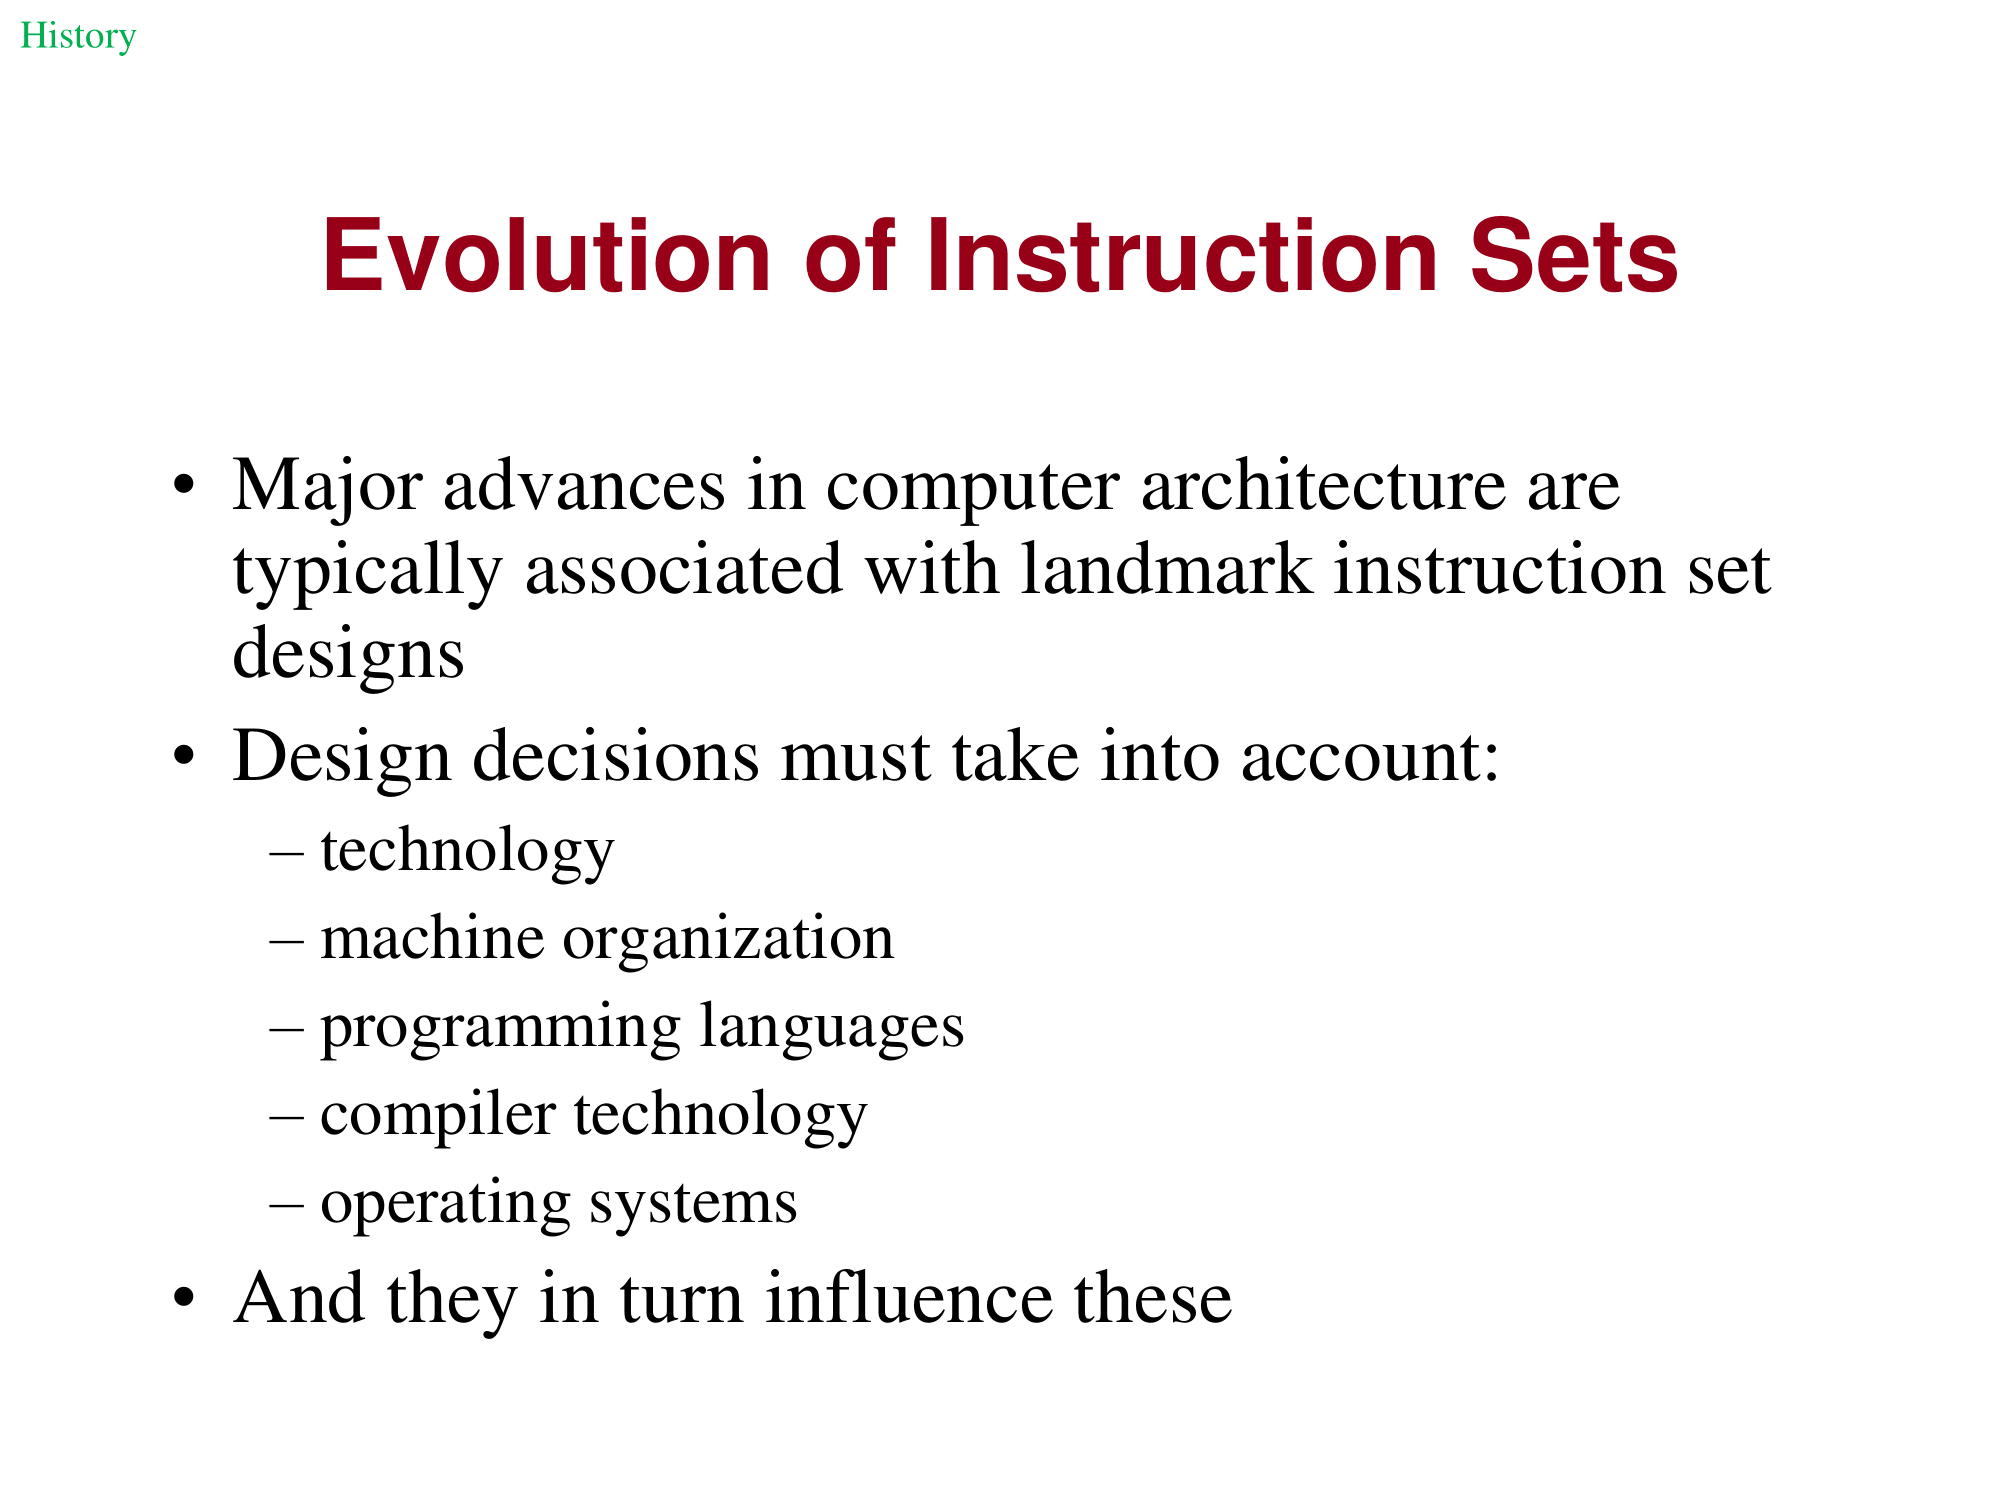 History
Evolution of Instruction Sets
• Major advances in computer architecture are
typically associated with landmark instruction set
designs
• Design decisions must take into account:
– technology
– machine organization
– programming languages
– compiler technology
– operating systems
• And they in turn influence these